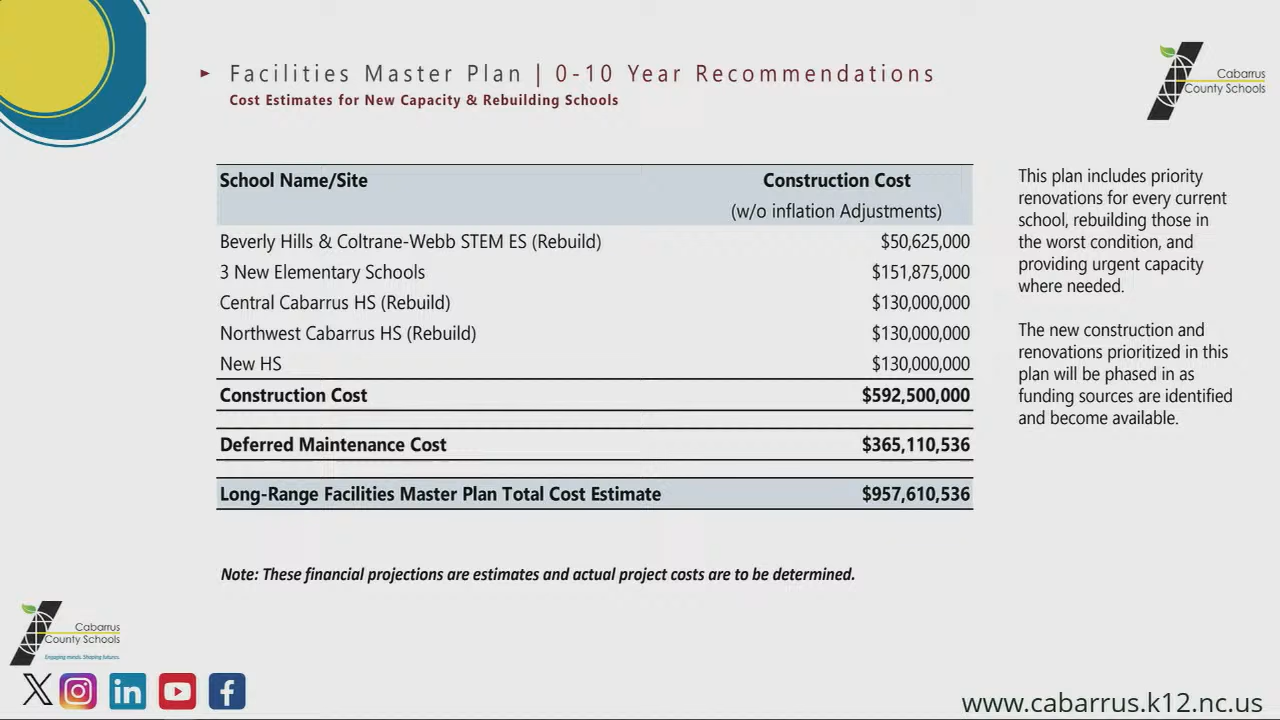 Facilities Master Plan | 0-10 Year Recommendations
Cost Estimates for New Capacity & Rebuilding Schools
Cabarrus
County Schools
School Name/Site Construction Cost
(w/o inflation Adjustments)
Beverly Hills & Coltrane-Webb STEM ES (Rebuild) $50,625,000
3 New Elementary Schools $151,875,000
Central Cabarrus HS (Rebuild) $130,000,000
Northwest Cabarrus HS (Rebuild) $130,000,000
New HS $130,000,000
Construction Cost $592,500,000
Deferred Maintenance Cost $365,110,536
Long-Range Facilities Master Plan Total Cost Estimate $957,610,536
This plan includes priority
renovations for every current
school, rebuilding those in
the worst condition, and
providing urgent capacity
where needed.
The new construction and
renovations prioritized in this
plan will be phased in as
funding sources are identified
and become available.
Note: These financial projections are estimates and actual project costs are to be determined.
Cabarrus
County Schools
Engaging minds. Shaping futures.
www.cabarrus.k12.nc.us